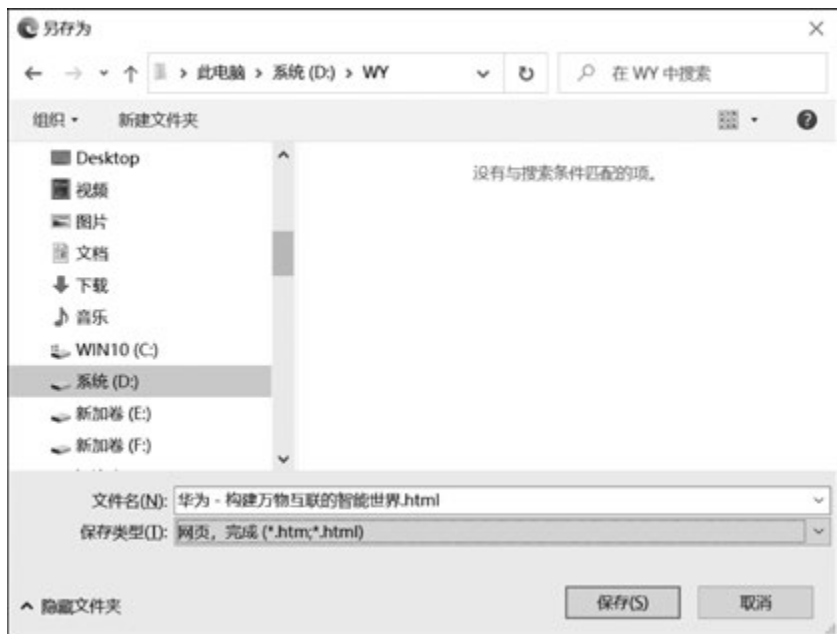 另存为
此电脑 > 系统 (D:) > WY
在 WY 中搜索
组织
新建文件夹
Desktop
视频
图片
文档
下载
音乐
WIN10 (C:)
系统 (D:)
新加卷 (E:)
新加卷 (F:)
没有与搜索条件匹配的项。
文件名(N): 华为 - 构建万物互联的智能世界.html
保存类型(T): 网页，完成 (*.htm;*.html)
隐藏文件夹
保存(S)
取消